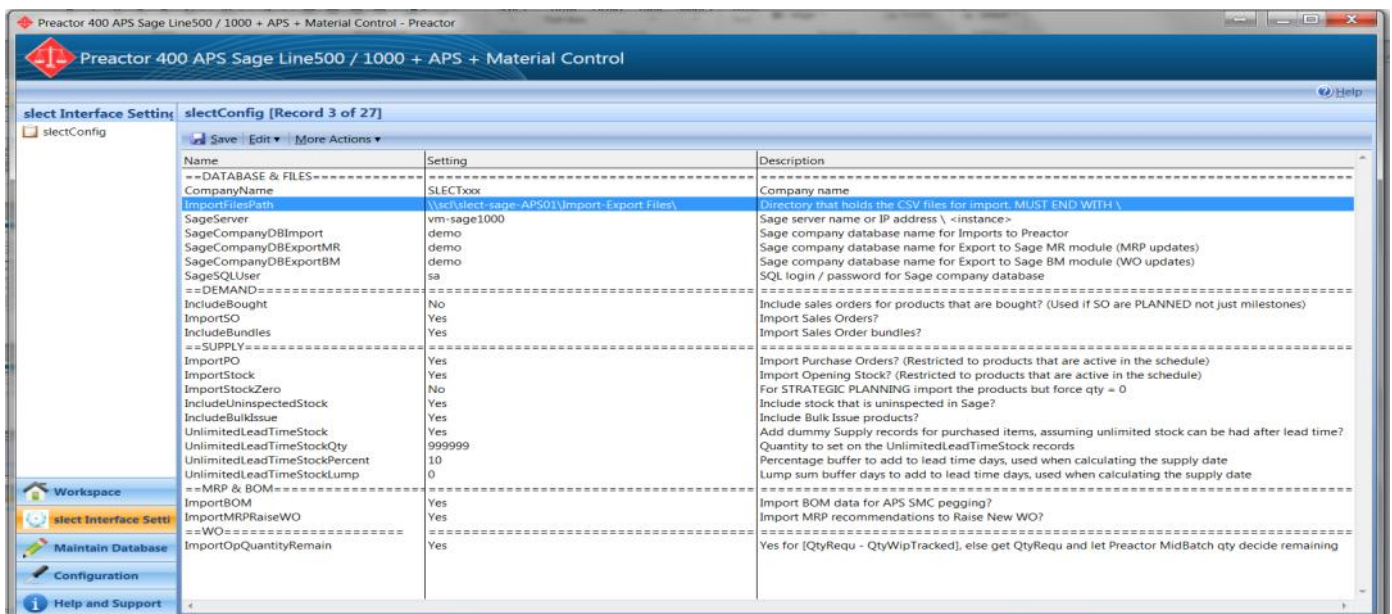 Preactor 400 APS Sage Line500 / 1000 + APS + Material Control - Preactor
Preactor 400 APS Sage Line500 / 1000 + APS + Material Control
Help
slect Interface Setting slectConfig [Record 3 of 27]
slectConfig
Save Edit More Actions
Name Setting Description
==DATABASE & FILES============= ================================================ ================================================================================
CompanyName SLECTxxx Company name
ImportFilesPath \\scl\slect-sage-APS01\Import-Export Files\ Directory that holds the CSV files for import. MUST END WITH \
SageServer vm-sage1000 Sage server name or IP address \ <instance>
SageCompanyDBImport demo Sage company database name for Imports to Preactor
SageCompanyDBExportMR demo Sage company database name for Export to Sage MR module (MRP updates)
SageCompanyDBExportBM demo Sage company database name for Export to Sage BM module (WO updates)
SageSQLUser sa SQL login / password for Sage company database
==DEMAND==================== ================================================ ================================================================================
IncludeBought No Include sales orders for products that are bought? (Used if SO are PLANNED not just milestones)
ImportSO Yes Import Sales Orders?
IncludeBundles Yes Import Sales Order bundles?
==SUPPLY====================== ================================================ ================================================================================
ImportPO Yes Import Purchase Orders? (Restricted to products that are active in the schedule)
ImportStock Yes Import Opening Stock? (Restricted to products that are active in the schedule)
ImportStockZero No For STRATEGIC PLANNING import the products but force qty = 0
IncludeUninspectedStock Yes Include stock that is uninspected in Sage?
IncludeBulkIssue Yes Include Bulk Issue products?
UnlimitedLeadTimeStock Yes Add dummy Supply records for purchased items, assuming unlimited stock can be had after lead time?
UnlimitedLeadTimeStockQty 999999 Quantity to set on the UnlimitedLeadTimeStock records
UnlimitedLeadTimeStockPercent 10 Percentage buffer to add to lead time days, used when calculating the supply date
UnlimitedLeadTimeStockLump 0 Lump sum buffer days to add to lead time days, used when calculating the supply date
==MRP & BOM================== ================================================ ================================================================================
ImportBOM Yes Import BOM data for APS SMC pegging?
ImportMRPRaiseWO Yes Import MRP recommendations to Raise New WO?
==WO===================== ================================================ ================================================================================
ImportOpQuantityRemain Yes Yes for [QtyRequ - QtyWipTracked], else get QtyRequ and let Preactor MidBatch qty decide remaining
Workspace
slect Interface Setti
Maintain Database
Configuration
Help and Support